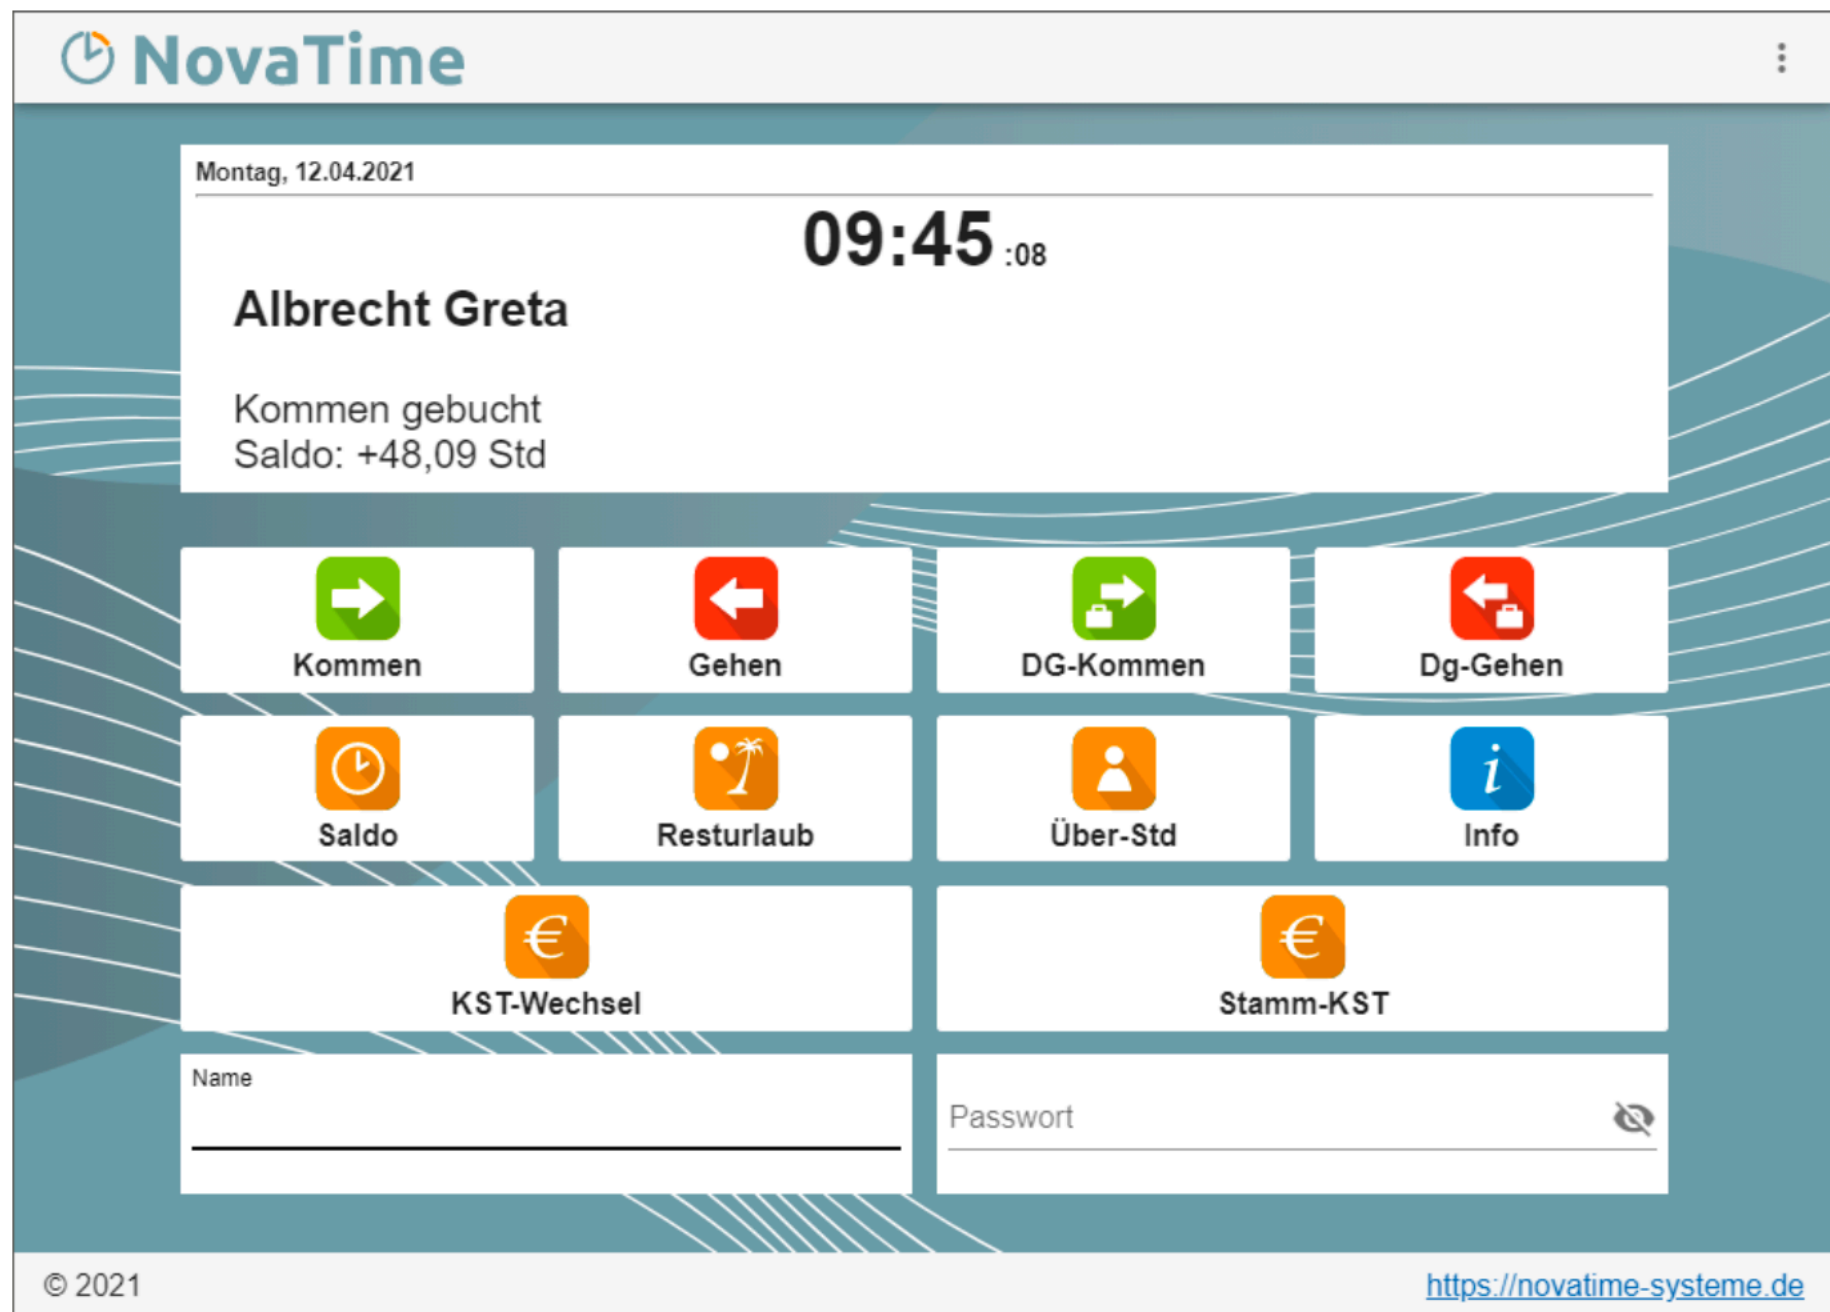 NovaTime
Montag, 12.04.2021
09:45:08
Albrecht Greta
Kommen gebucht
Saldo: +48,09 Std
Kommen
Gehen
DG-Kommen
Dg-Gehen
Saldo
Resturlaub
Über-Std
Info
KST-Wechsel
Stamm-KST
Name
Passwort
© 2021
https://novatime-systeme.de